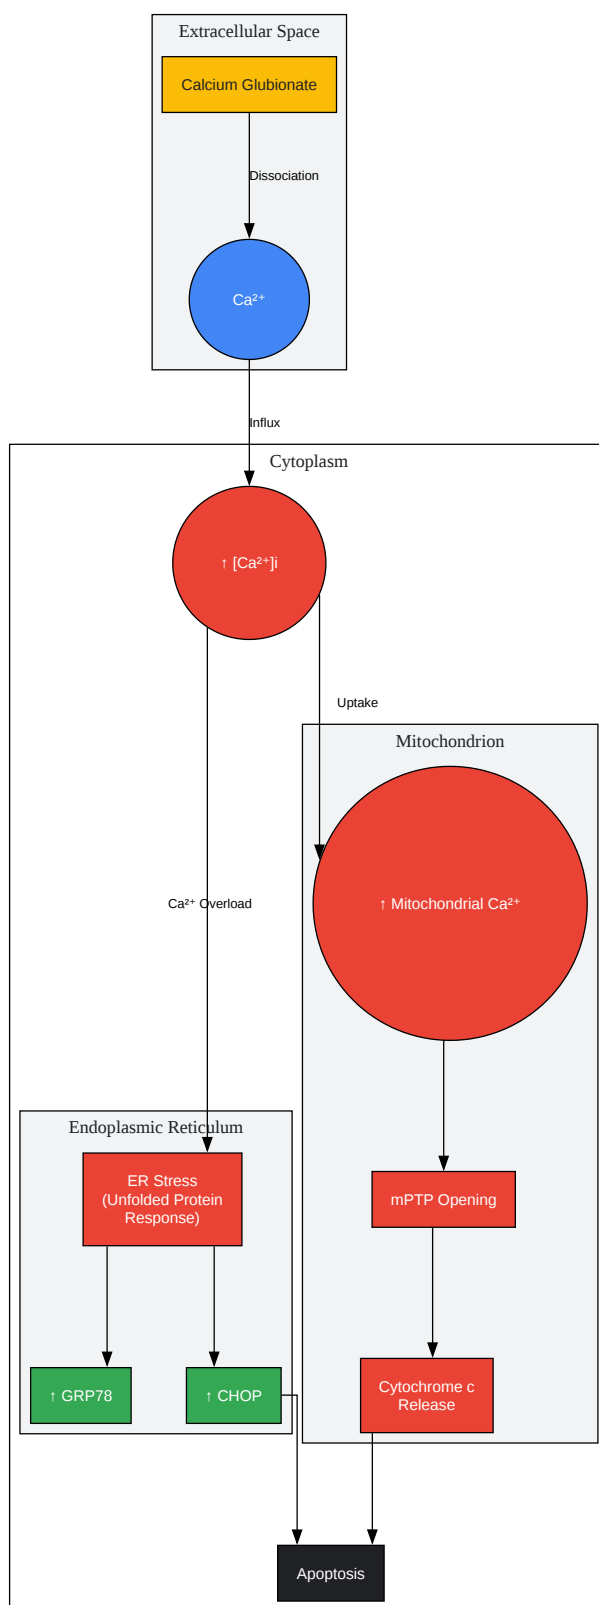 Extracellular Space
Calcium Glubionate
Dissociation
Ca²⁺
Influx
Cytoplasm
↑ [Ca²⁺]i
Uptake
Mitochondrion
↑ Mitochondrial Ca²⁺
Ca²⁺ Overload
Endoplasmic Reticulum
ER Stress
(Unfolded Protein
Response)
mPTP Opening
↑ GRP78
↑ CHOP
Cytochrome c
Release
Apoptosis